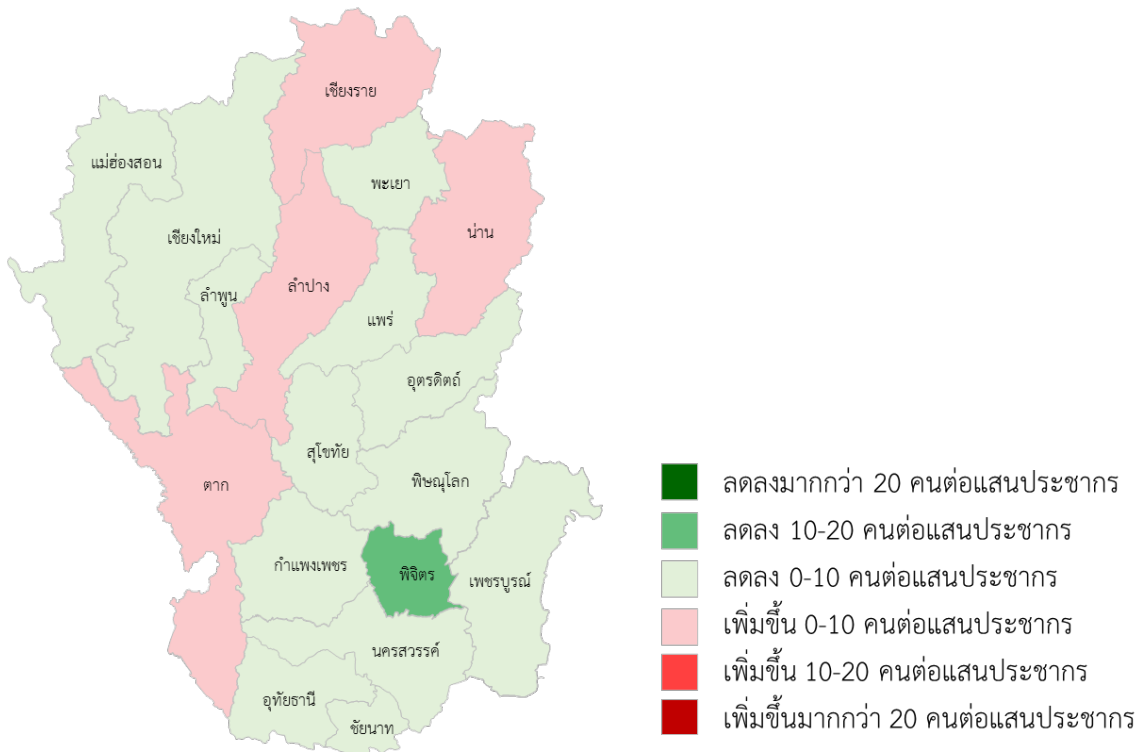 เชียงราย
แม่ฮ่องสอน
พะเยา
น่าน
เชียงใหม่
ลำปาง
ลำพูน
แพร่
อุตรดิตถ์
สุโขทัย
พิษณุโลก
ตาก
กำแพงเพชร
พิจิตร
เพชรบูรณ์
นครสวรรค์
อุทัยธานี
ชัยนาท
ลดลงมากกว่า 20 คนต่อแสนประชากร
ลดลง 10-20 คนต่อแสนประชากร
ลดลง 0-10 คนต่อแสนประชากร
เพิ่มขึ้น 0-10 คนต่อแสนประชากร
เพิ่มขึ้น 10-20 คนต่อแสนประชากร
เพิ่มขึ้นมากกว่า 20 คนต่อแสนประชากร